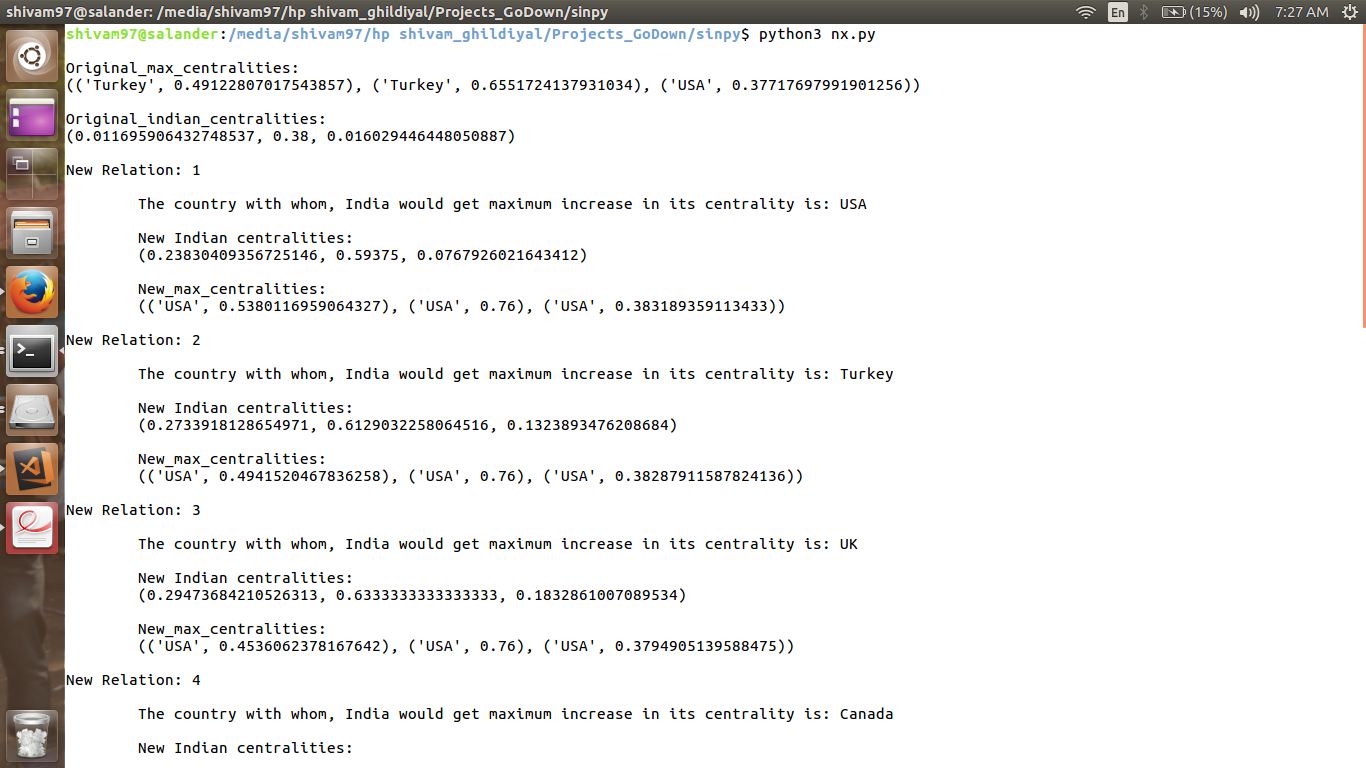 shivam97@salander: /media/shivam97/hp shivam_ghildiyal/Projects_GoDown/sinpy En (15%) 7:27 AM
shivam97@salander:/media/shivam97/hp shivam_ghildiyal/Projects_GoDown/sinpy$ python3 nx.py
Original_max_centralities:
(('Turkey', 0.49122807017543857), ('Turkey', 0.6551724137931034), ('USA', 0.37717697991901256))
Original_indian_centralities:
(0.011695906432748537, 0.38, 0.016029446448050887)
New Relation: 1
The country with whom, India would get maximum increase in its centrality is: USA
New Indian centralities:
(0.23830409356725146, 0.59375, 0.0767926021643412)
New_max_centralities:
(('USA', 0.5380116959064327), ('USA', 0.76), ('USA', 0.383189359113433))
New Relation: 2
The country with whom, India would get maximum increase in its centrality is: Turkey
New Indian centralities:
(0.2733918128654971, 0.6129032258064516, 0.1323893476208684)
New_max_centralities:
(('USA', 0.4941520467836258), ('USA', 0.76), ('USA', 0.38287911587824136))
New Relation: 3
The country with whom, India would get maximum increase in its centrality is: UK
New Indian centralities:
(0.29473684210526313, 0.6333333333333333, 0.1832861007089534)
New_max_centralities:
(('USA', 0.4536062378167642), ('USA', 0.76), ('USA', 0.3794905139588475))
New Relation: 4
The country with whom, India would get maximum increase in its centrality is: Canada
New Indian centralities: